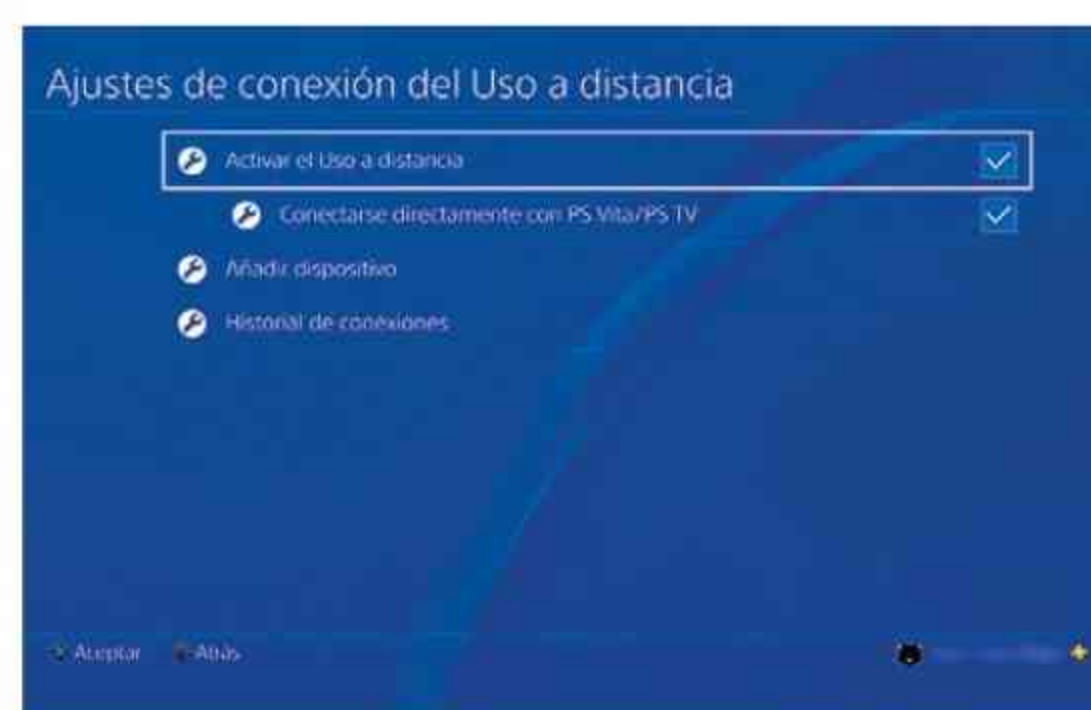 Ajustes de conexión del Uso a distancia
Activar el Uso a distancia
Conectarse directamente con PS Vita/PS TV
Añadir dispositivo
Historial de conexiones
Aceptar Atrás